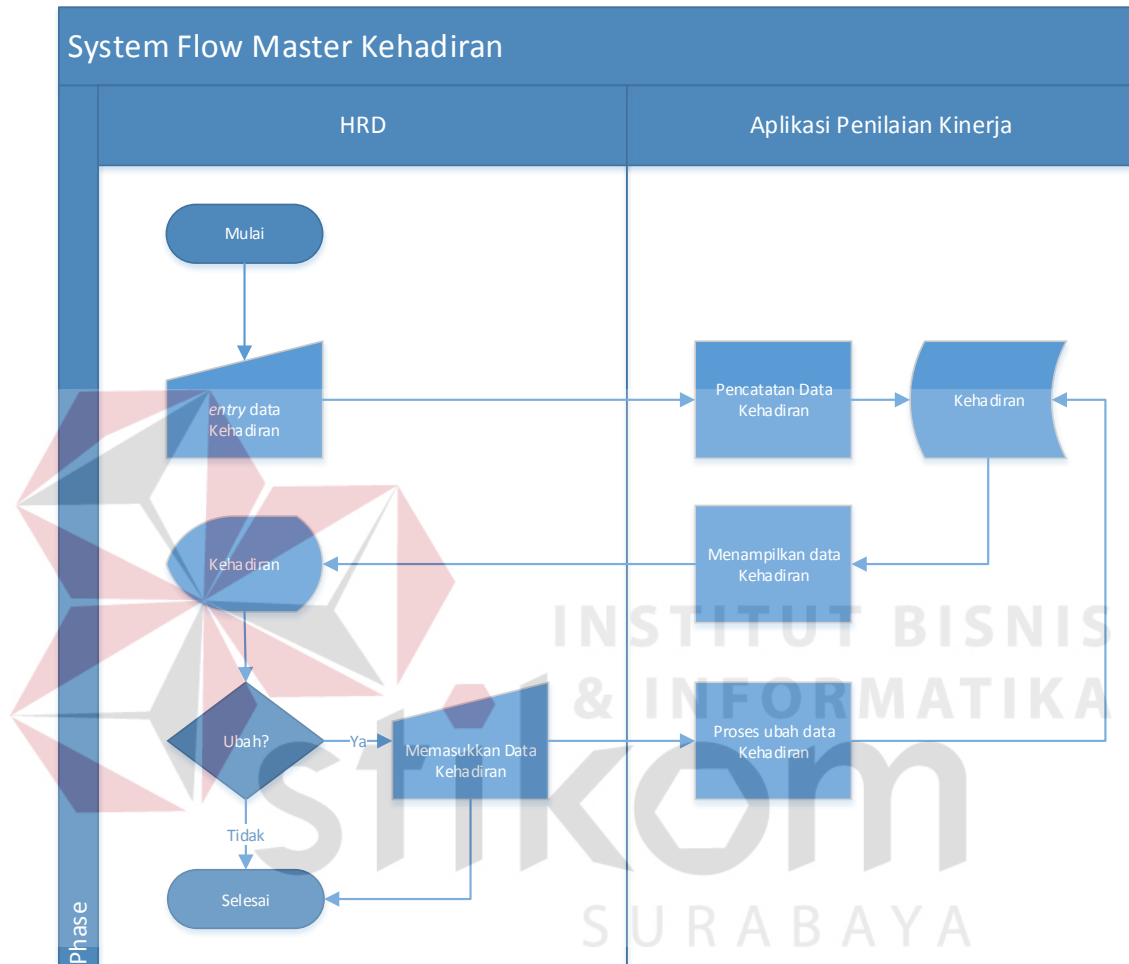 System Flow Master Kehadiran
HRD
Aplikasi Penilaian Kinerja
Mulai
entry data
Kehadiran
Pencatatan Data
Kehadiran
Kehadiran
Kehadiran
Menampilkan data
Kehadiran
INSTITUT BISNIS
& INFORMATIKA
Ubah?
Ya
Memasukkan Data
Kehadiran
Proses ubah data
Kehadiran
stikom
Tidak
Selesai
SURABAYA
Phase